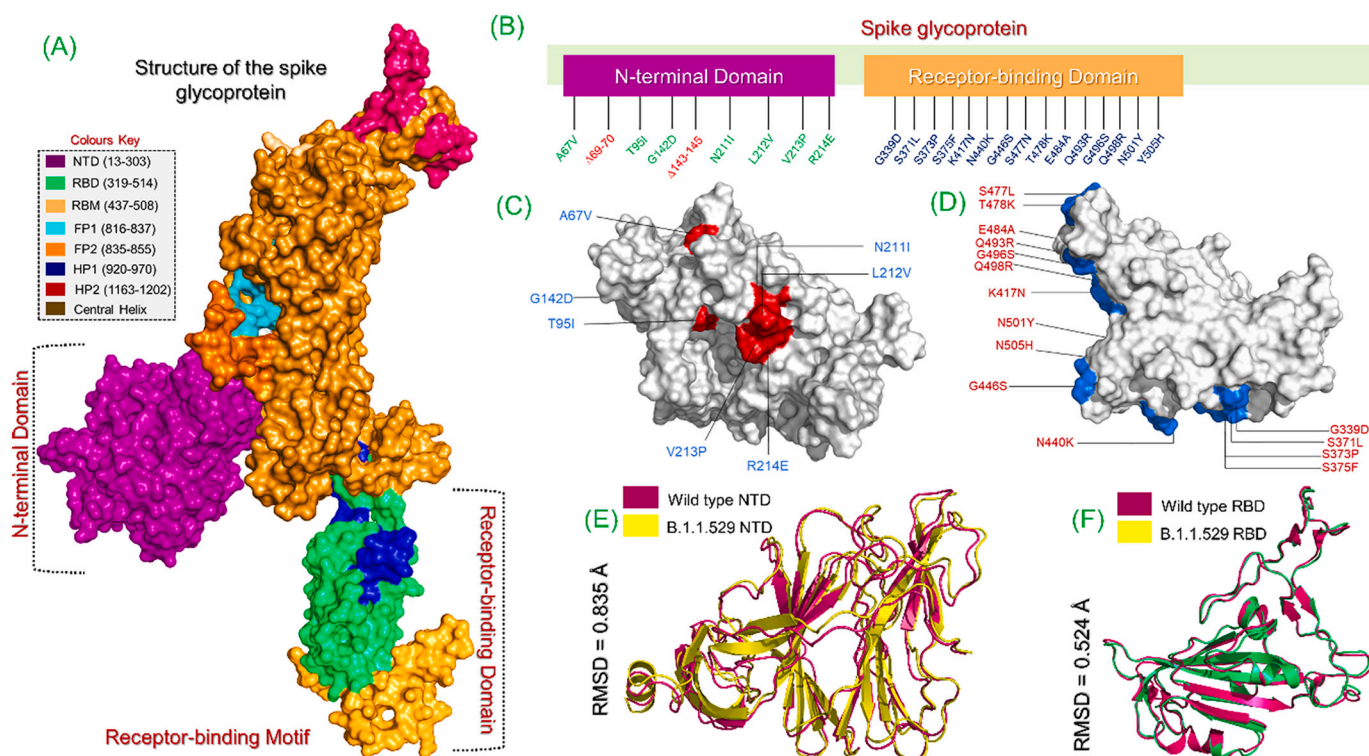 (A)
Structure of the spike
glycoprotein
Colours Key
NTD (13-303)
RBD (319-514)
RBM (437-508)
FP1 (816-837)
FP2 (835-855)
HP1 (920-970)
HP2 (1163-1202)
Central Helix
N-terminal Domain
Receptor-binding Domain
Receptor-binding Motif
(B)
Spike glycoprotein
N-terminal Domain
Receptor-binding Domain
A67V
Δ69-70
T95I
G142D
Δ143-145
N211I
L212V
V213P
R214E
G339D
S371L
S373P
S375F
K417N
N440K
G446S
S477N
T478K
E484A
Q493R
G496S
Q498R
N501Y
Y505H
(C)
A67V
N211I
L212V
G142D
T95I
V213P
R214E
(D)
S477L
T478K
E484A
Q493R
G496S
Q498R
K417N
N501Y
N505H
G446S
N440K
G339D
S371L
S373P
S375F
(E)
Wild type NTD
B.1.1.529 NTD
RMSD = 0.835 Å
(F)
Wild type RBD
B.1.1.529 RBD
RMSD = 0.524 Å